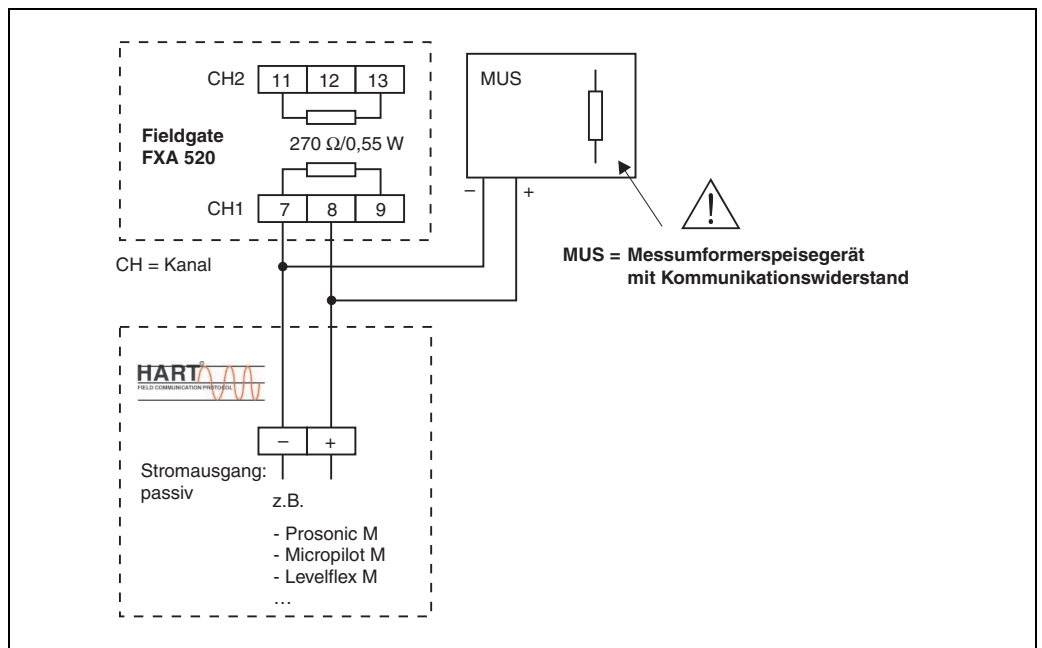 CH2 11 12 13
Fieldgate
FXA 520
270 Ω/0,55 W
CH1 7 8 9
CH = Kanal
MUS
– +
MUS = Messumformerspeisegerät
mit Kommunikationswiderstand
HART®
FIELD COMMUNICATION PROTOCOL
– +
Stromausgang:
passiv
z.B.
- Prosonic M
- Micropilot M
- Levelflex M
...